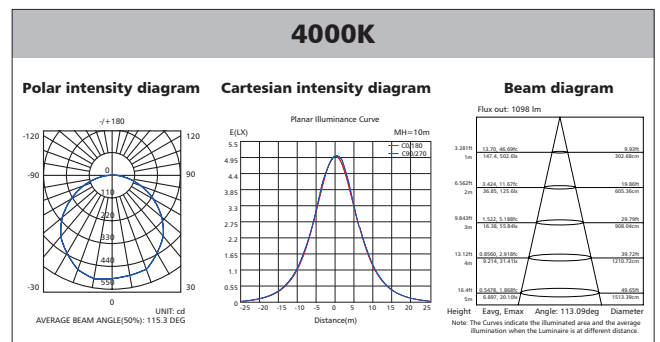 4000K
Polar intensity diagram
-/+180
-120
120
-90
90
0
110
220
330
440
550
-30
30
0
UNIT: cd
AVERAGE BEAM ANGLE(50%): 115.3 DEG
Cartesian intensity diagram
Planar Illuminance Curve
E(LX)
MH=10m
C0/180
C90/270
5.5
4.95
4.4
3.85
3.3
2.75
2.2
1.65
1.1
0.55
0
-25 -20 -15 -10 -5 0 5 10 15 20 25
Distance(m)
Beam diagram
Flux out: 1098 lm
3.281ft 13.70, 46.69fc 9.93ft
1m 147.4, 502.6lx 302.68cm
6.562ft 3.424, 11.67fc 19.86ft
2m 36.85, 125.6lx 605.36cm
9.843ft 1.522, 5.188fc 29.79ft
3m 16.38, 55.84lx 908.04cm
13.12ft 0.8560, 2.918fc 39.72ft
4m 9.214, 31.41lx 1210.72cm
16.4ft 0.5478, 1.868fc 49.65ft
5m 6.897, 20.10lx 1513.39cm
Height Eavg, Emax Angle: 113.09deg Diameter
Note: The Curves indicate the illuminated area and the average
illumination when the Luminaire is at different distance.